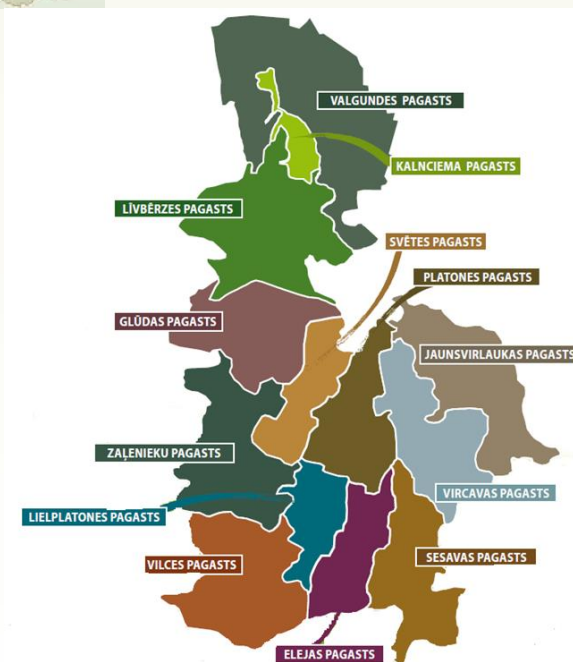 VALGUNDES PAGASTS
KALNCIEMA PAGASTS
LĪVBĒRZES PAGASTS
SVĒTES PAGASTS
PLATONES PAGASTS
GLŪDAS PAGASTS
JAUNSVIRLAUKAS PAGASTS
ZAĻENIEKU PAGASTS
VIRCAVAS PAGASTS
LIELPLATONES PAGASTS
SESAVAS PAGASTS
VILCES PAGASTS
ELEJAS PAGASTS